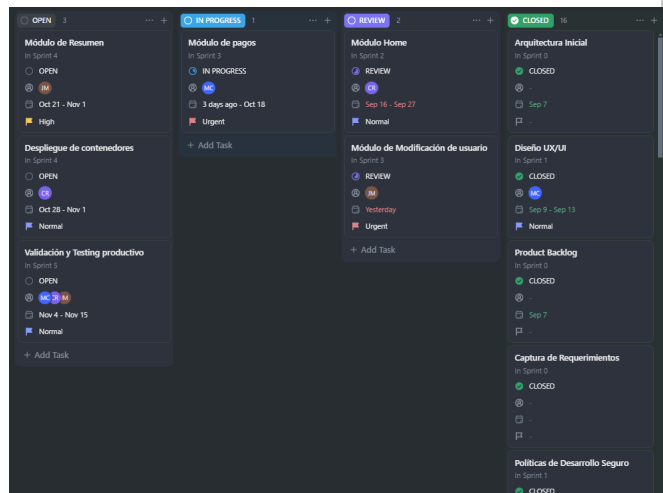 OPEN 3
Módulo de Resumen
In Sprint 4
OPEN
JM
Oct 21 - Nov 1
High
Despliegue de contenedores
In Sprint 4
OPEN
CR
Oct 28 - Nov 1
Normal
Validación y Testing productivo
In Sprint 5
OPEN
MC CR JM
Nov 4 - Nov 15
Normal
+ Add Task
IN PROGRESS 1
Módulo de pagos
In Sprint 3
IN PROGRESS
MC
3 days ago - Oct 18
Urgent
+ Add Task
REVIEW 2
Módulo Home
In Sprint 2
REVIEW
CR
Sep 16 - Sep 27
Normal
Módulo de Modificación de usuario
In Sprint 3
REVIEW
JM
Yesterday
Urgent
+ Add Task
CLOSED 16
Arquitectura Inicial
In Sprint 0
CLOSED
-
Sep 7
-
Diseño UX/UI
In Sprint 1
CLOSED
MC
Sep 9 - Sep 13
Normal
Product Backlog
In Sprint 0
CLOSED
-
Sep 7
-
Captura de Requerimientos
In Sprint 0
CLOSED
-
-
-
Políticas de Desarrollo Seguro
In Sprint 1
CLOSED